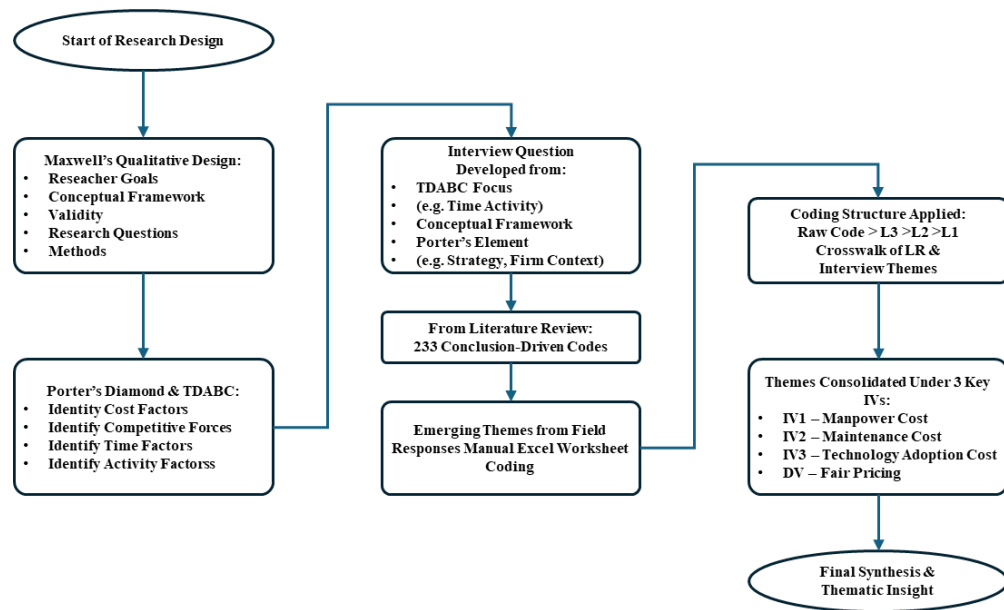 Start of Research Design
Maxwell's Qualitative Design:
• Reseacher Goals
• Conceptual Framework
• Validity
• Research Questions
• Methods
Porter's Diamond & TDABC:
• Identity Cost Factors
• Identify Competitive Forces
• Identify Time Factors
• Identify Activity Factorss
Interview Question
Developed from:
• TDABC Focus
• (e.g. Time Activity)
• Conceptual Framework
• Porter's Element
• (e.g. Strategy, Firm Context)
From Literature Review:
233 Conclusion-Driven Codes
Emerging Themes from Field
Responses Manual Excel Worksheet
Coding
Coding Structure Applied:
Raw Code > L3 >L2 >L1
Crosswalk of LR &
Interview Themes
Themes Consolidated Under 3 Key
IVs:
• IV1 – Manpower Cost
• IV2 – Maintenance Cost
• IV3 – Technology Adoption Cost
• DV – Fair Pricing
Final Synthesis &
Thematic Insight